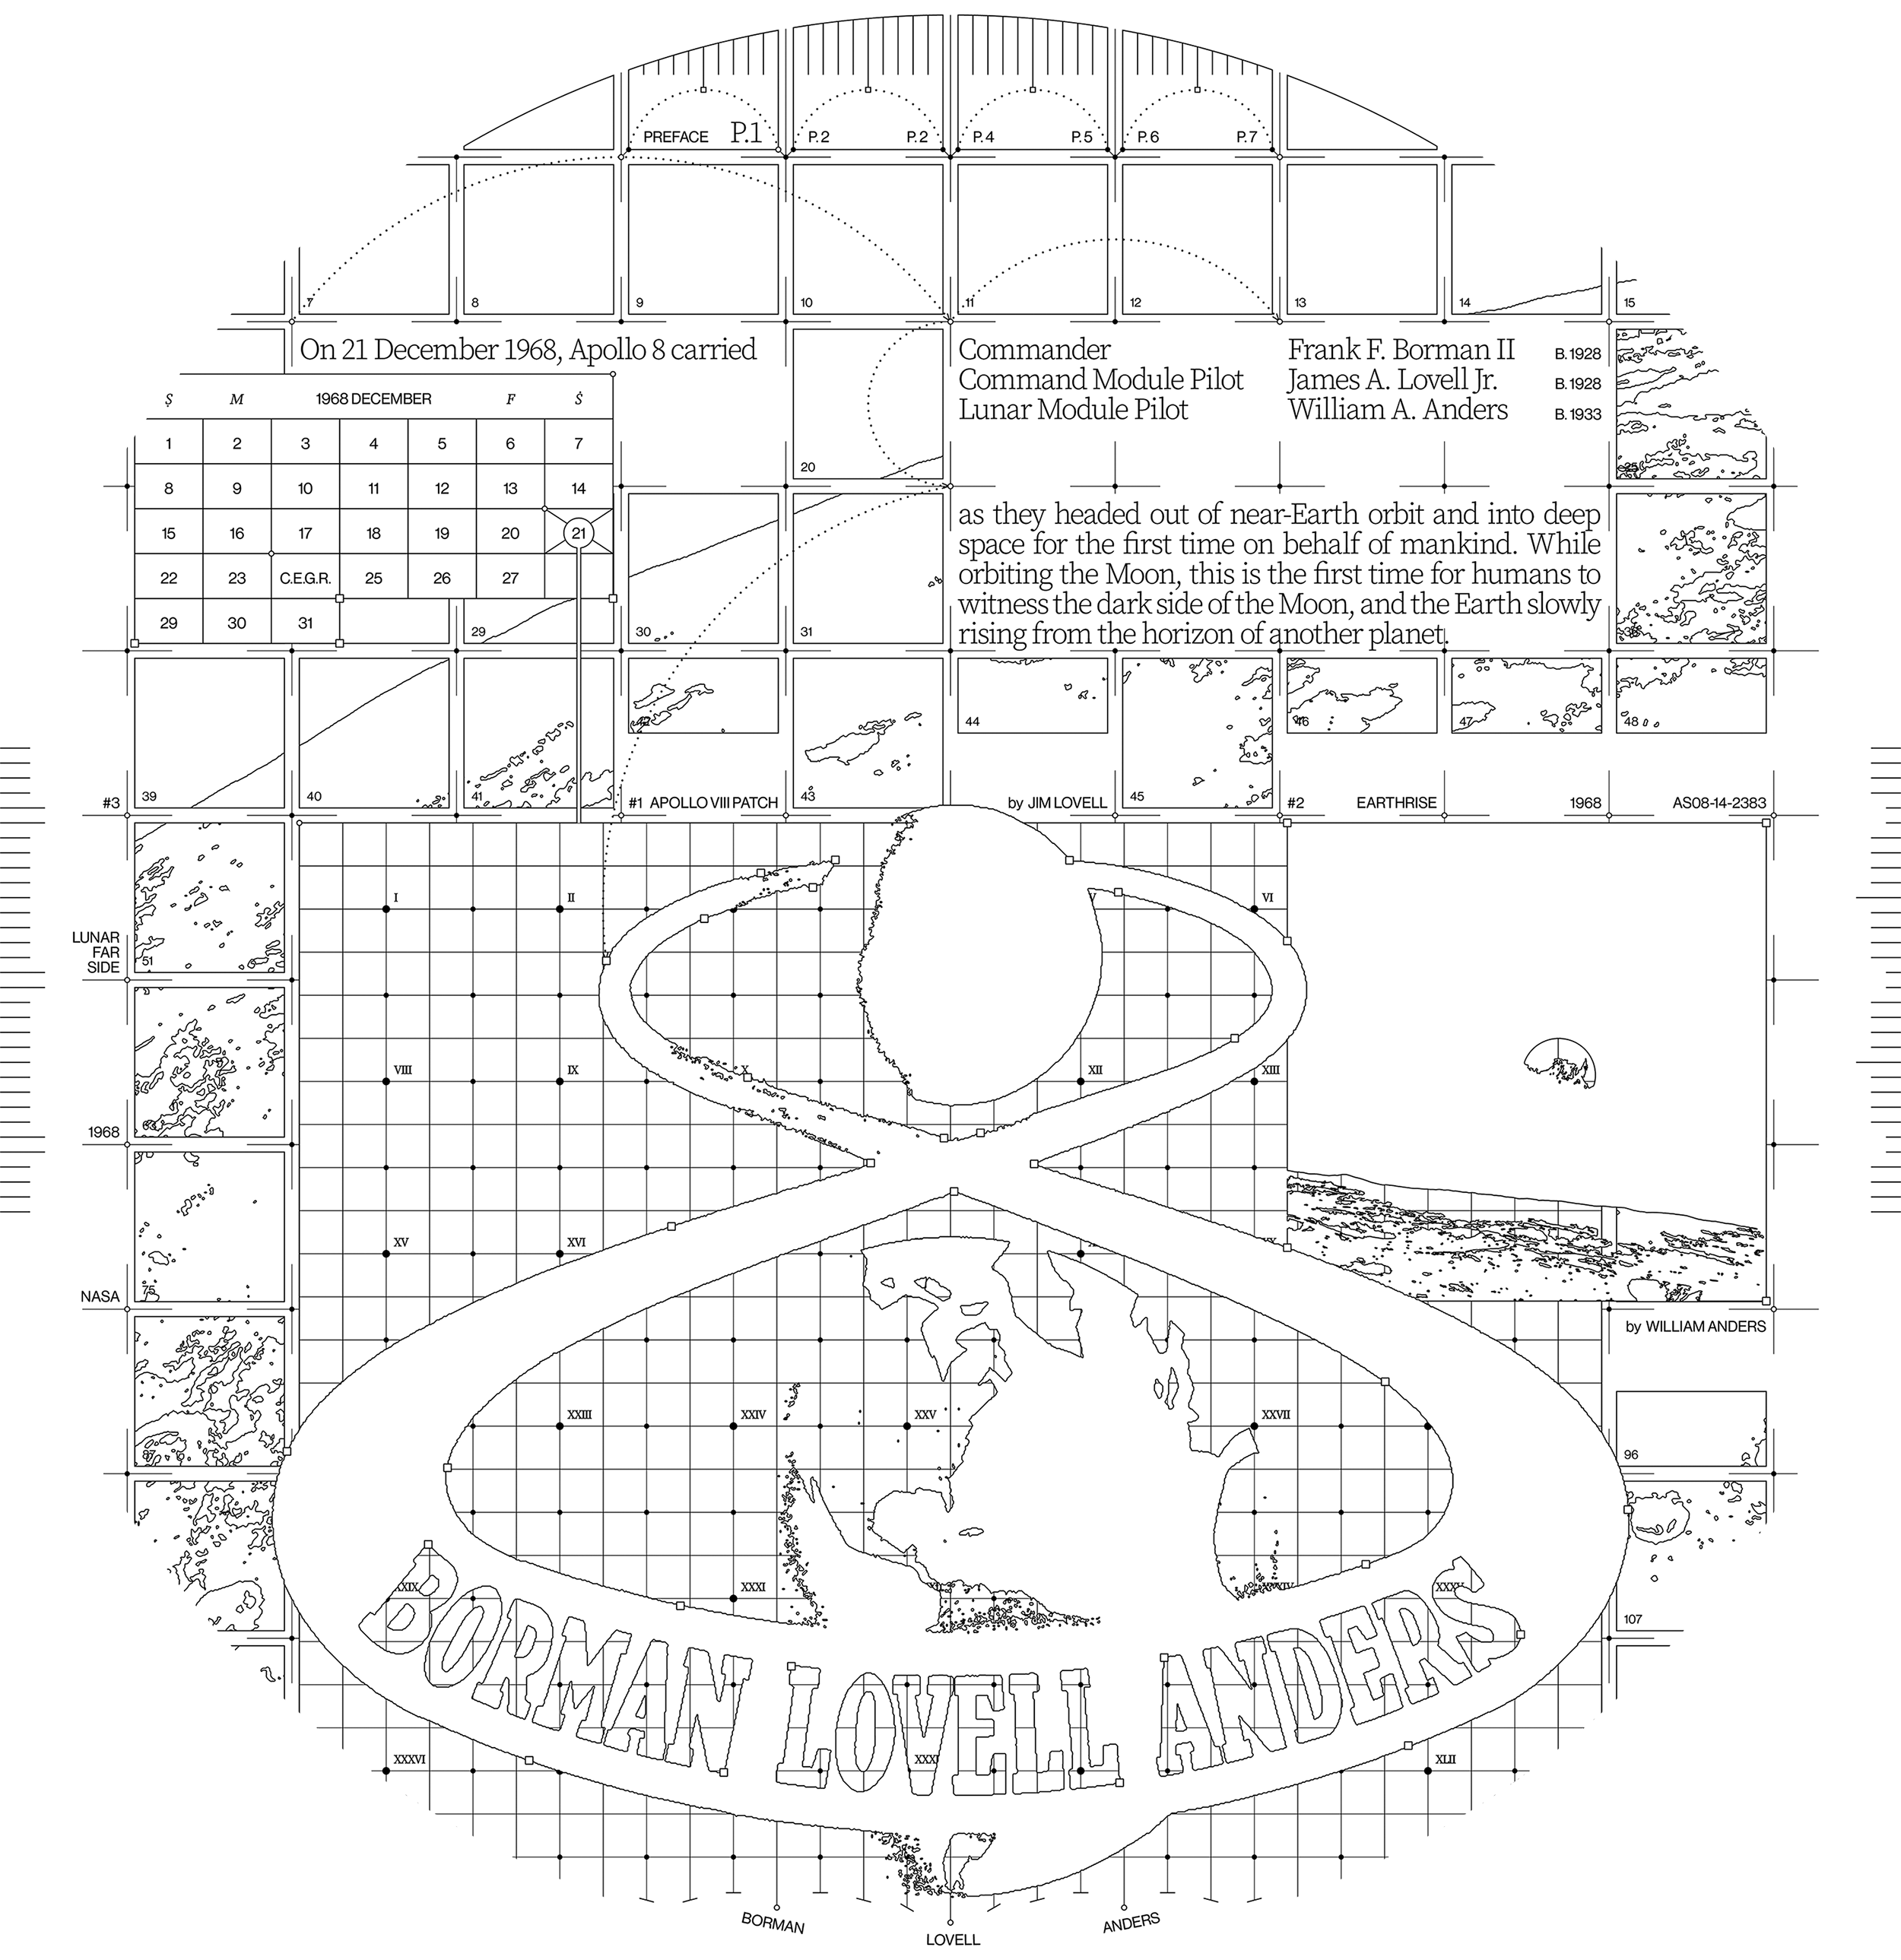 PREFACE P.1 P.2 P.2 P.4 P.5 P.6 P.7
7 8 9 10 11 12 13 14 15
On 21 December 1968, Apollo 8 carried
Commander Frank F. Borman II B.1928
Command Module Pilot James A. Lovell Jr. B.1928
Lunar Module Pilot William A. Anders B.1933
20
S M 1968 DECEMBER F S
1 2 3 4 5 6 7
8 9 10 11 12 13 14
15 16 17 18 19 20 21
22 23 C.E.G.R. 25 26 27
29 30 31
as they headed out of near-Earth orbit and into deep
space for the first time on behalf of mankind. While
orbiting the Moon, this is the first time for humans to
witness the dark side of the Moon, and the Earth slowly
rising from the horizon of another planet.
29 30 31
42 44 46 47 48
39 40 41 43 45
#3 #1 APOLLO VIII PATCH by JIM LOVELL #2 EARTHRISE 1968 AS08-14-2383
I II V VI
LUNAR
FAR
SIDE
51
VIII IX X XII XIII
63
1968
XV XVI
75
NASA
by WILLIAM ANDERS
XXIII XXIV XXV XXVII
87 96
XXXI
107
BORMAN LOVELL ANDERS
XXXVI XLII
BORMAN LOVELL ANDERS